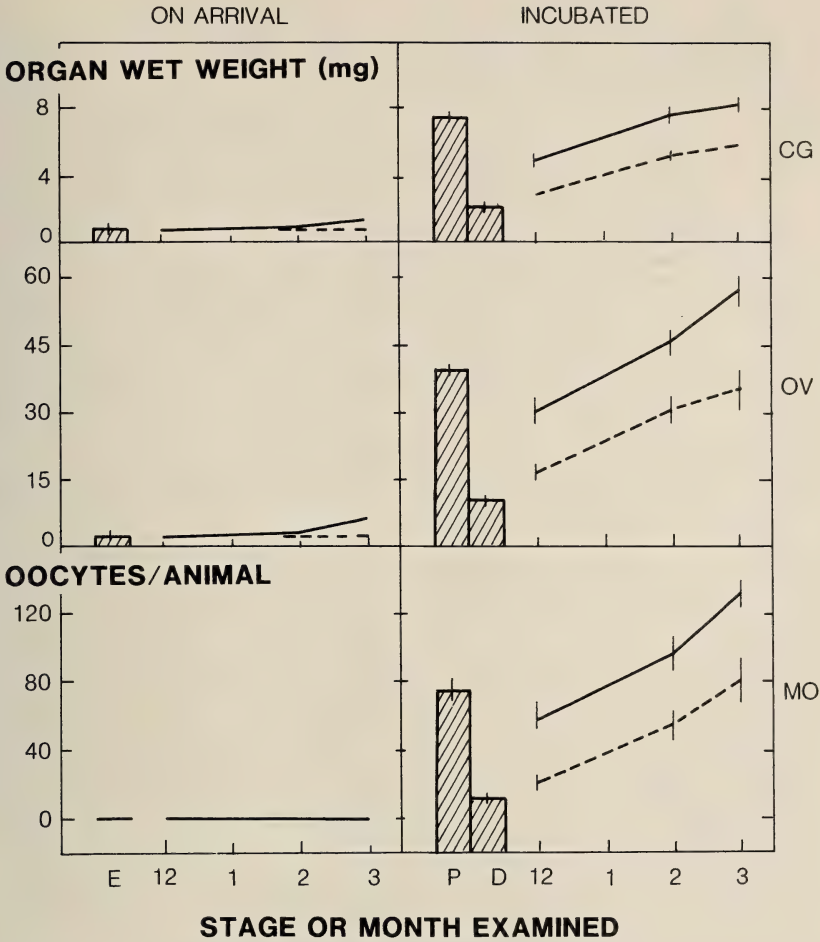 ON ARRIVAL INCUBATED
ORGAN WET WEIGHT (mg)
8
4
0
CG
60
45
30
15
0
OV
OOCYTES/ANIMAL
120
80
40
0
MO
E 12 1 2 3 P D 12 1 2 3
STAGE OR MONTH EXAMINED